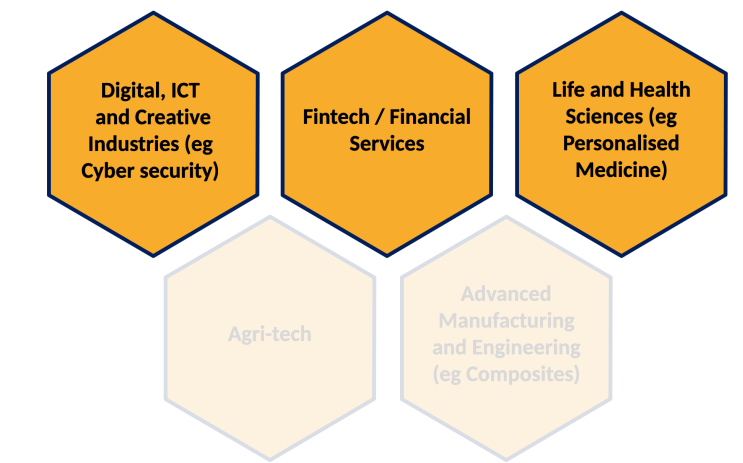 Digital, ICT
and Creative
Industries (eg
Cyber security)
Fintech / Financial
Services
Life and Health
Sciences (eg
Personalised
Medicine)
Agri-tech
Advanced
Manufacturing
and Engineering
(eg Composites)